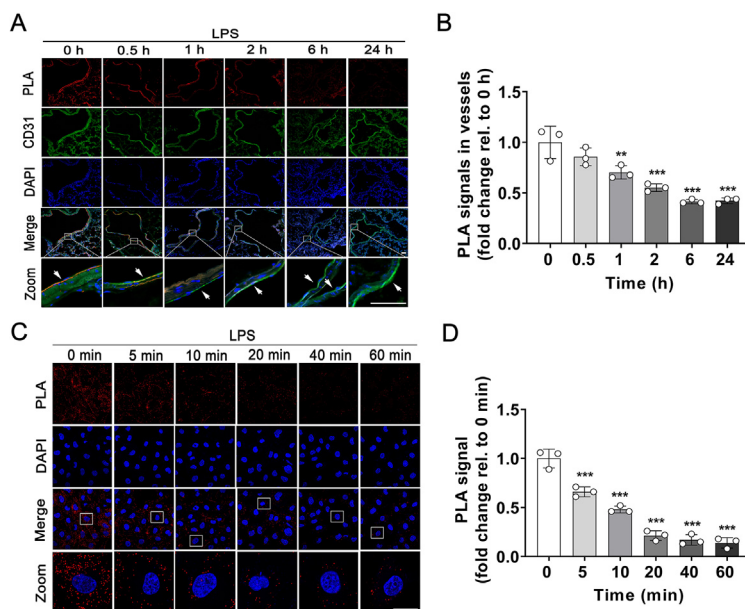 A
LPS
0 h 0.5 h 1 h 2 h 6 h 24 h
PLA
CD31
DAPI
Merge
Zoom
B
PLA signals in vessels
(fold change rel. to 0 h)
1.5
1.0
0.5
0.0
** *** *** ***
0 0.5 1 2 6 24
Time (h)
C
LPS
0 min 5 min 10 min 20 min 40 min 60 min
PLA
DAPI
Merge
Zoom
D
PLA signal
(fold change rel. to 0 min)
1.5
1.0
0.5
0.0
*** *** *** *** ***
0 5 10 20 40 60
Time (min)